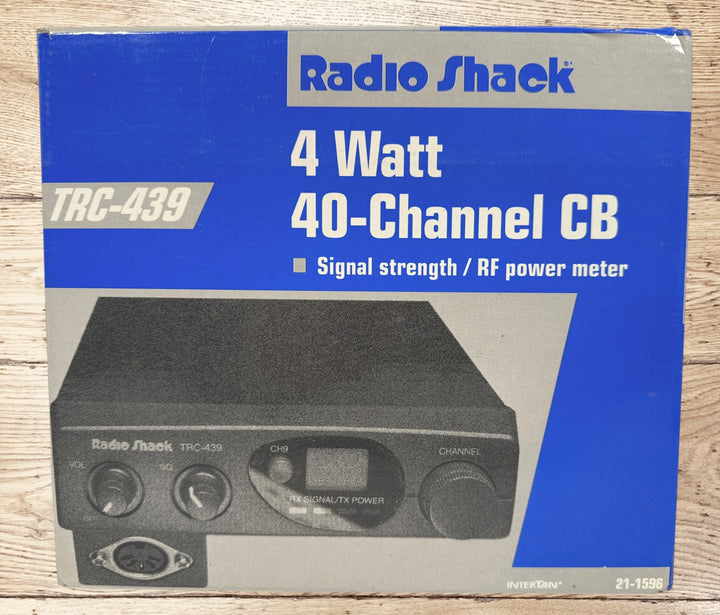 Radio Shack®
4 Watt
TRC-439
40-Channel CB
Signal strength / RF power meter
Radio Shack TRC-439
VOL
SQ
CH9
CHANNEL
OFF
RX SIGNAL/TX POWER
INTERTAN®
21-1596